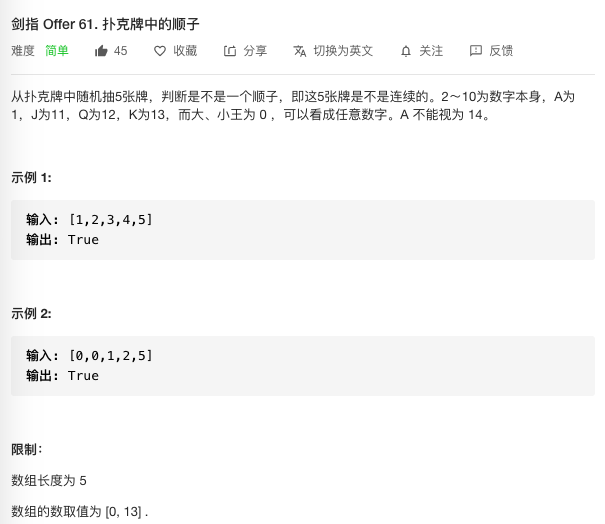 剑指 Offer 61. 扑克牌中的顺子
难度 简单 45 收藏 分享 切换为英文 关注 反馈
从扑克牌中随机抽5张牌，判断是不是一个顺子，即这5张牌是不是连续的。2～10为数字本身，A为
1，J为11，Q为12，K为13，而大、小王为 0 ，可以看成任意数字。A 不能视为 14。
示例 1:
输入: [1,2,3,4,5]
输出: True
示例 2:
输入: [0,0,1,2,5]
输出: True
限制：
数组长度为 5
数组的数取值为 [0, 13] .